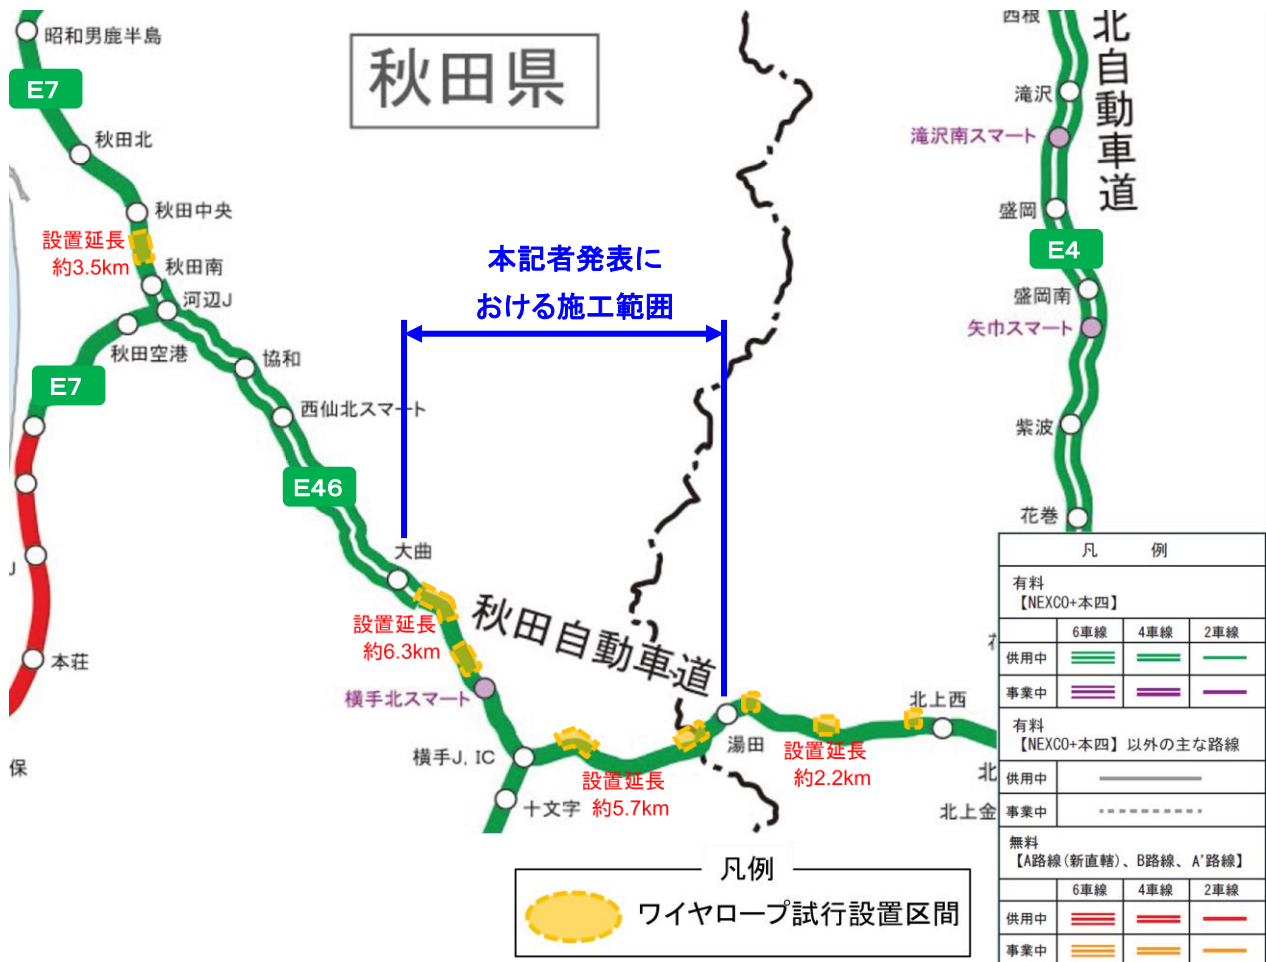 昭和男鹿半島
E7
秋田北
秋田中央
設置延長
約3.5km
秋田南
河辺J
秋田空港
E7
協和
西仙北スマート
E46
大曲
本荘
保
秋田県
本記者発表に
おける施工範囲
秋田自動車道
設置延長
約6.3km
横手北スマート
横手J, IC
十文字
設置延長
約5.7km
湯田
設置延長
約2.2km
北上西
北
北上金
西根
北自動車道
滝沢
滝沢南スマート
盛岡
E4
盛岡南
矢巾スマート
紫波
花巻
凡例
ワイヤロープ試行設置区間
凡 例
有料
【NEXCO+本四】
6車線 4車線 2車線
供用中
事業中
有料
【NEXCO+本四】以外の主な路線
供用中
事業中
無料
【A路線(新直轄)、B路線、A'路線】
6車線 4車線 2車線
供用中
事業中